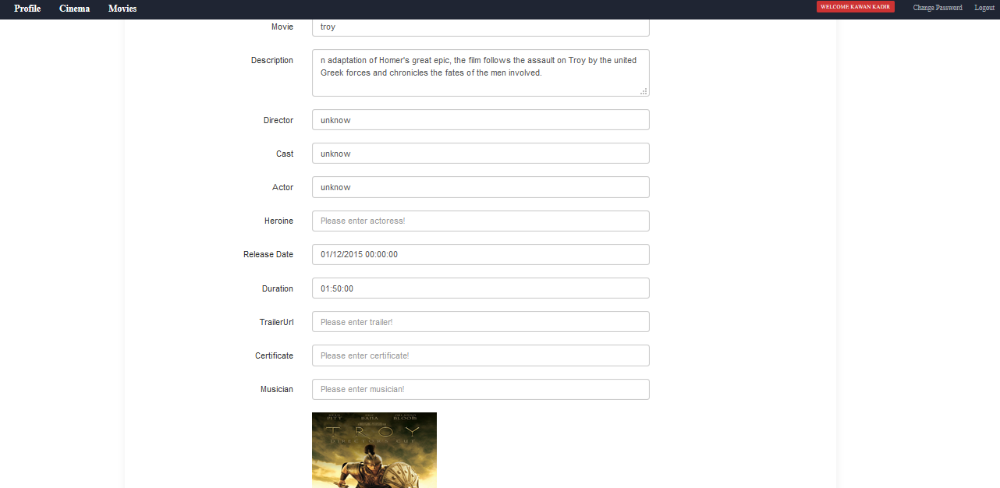 Profile Cinema Movies WELCOME KAWAN KADIR Change Password Logout
Movie troy
Description n adaptation of Homer's great epic, the film follows the assault on Troy by the united
Greek forces and chronicles the fates of the men involved.
Director unknow
Cast unknow
Actor unknow
Heroine Please enter actoress!
Release Date 01/12/2015 00:00:00
Duration 01:50:00
TrailerUrl Please enter trailer!
Certificate Please enter certificate!
Musician Please enter musician!
PITT BANA BLOOM
TROY
DIRECTOR'S CUT